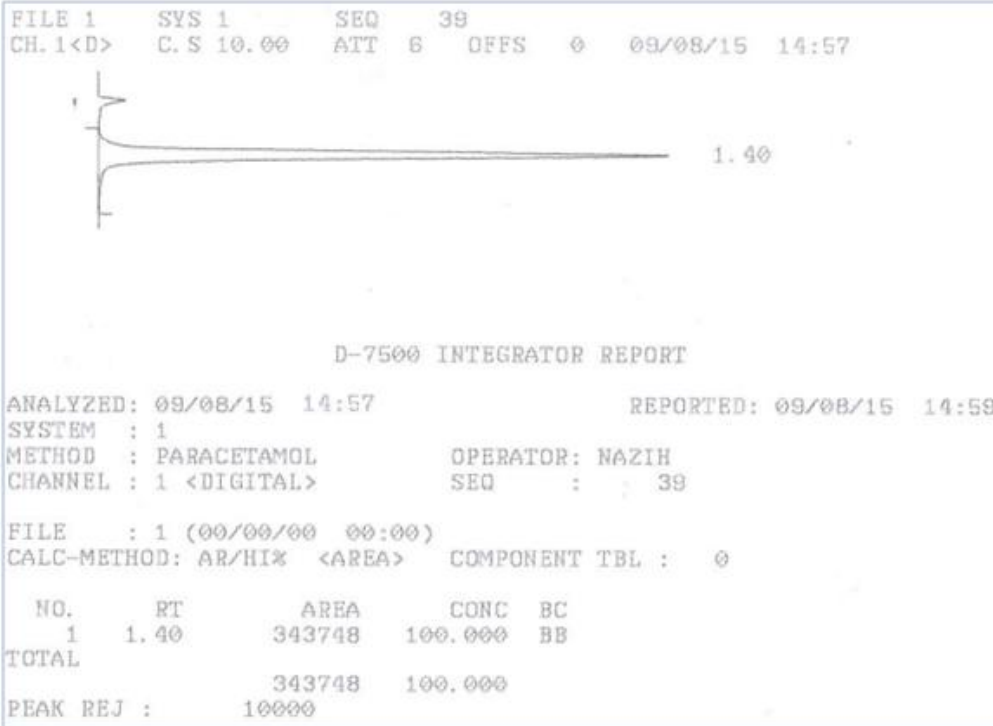 FILE 1 SYS 1 SEQ 39
CH. 1<D> C.S 10.00 ATT 6 OFFS 0 09/08/15 14:57
1.40
D-7500 INTEGRATOR REPORT
ANALYZED: 09/08/15 14:57 REPORTED: 09/08/15 14:59
SYSTEM : 1
METHOD : PARACETAMOL OPERATOR: NAZIH
CHANNEL : 1 <DIGITAL> SEQ : 39
FILE : 1 (00/00/00 00:00)
CALC-METHOD: AR/HI% <AREA> COMPONENT TBL : 0
NO. RT AREA CONC BC
1 1.40 343748 100.000 BB
TOTAL
343748 100.000
PEAK REJ : 10000